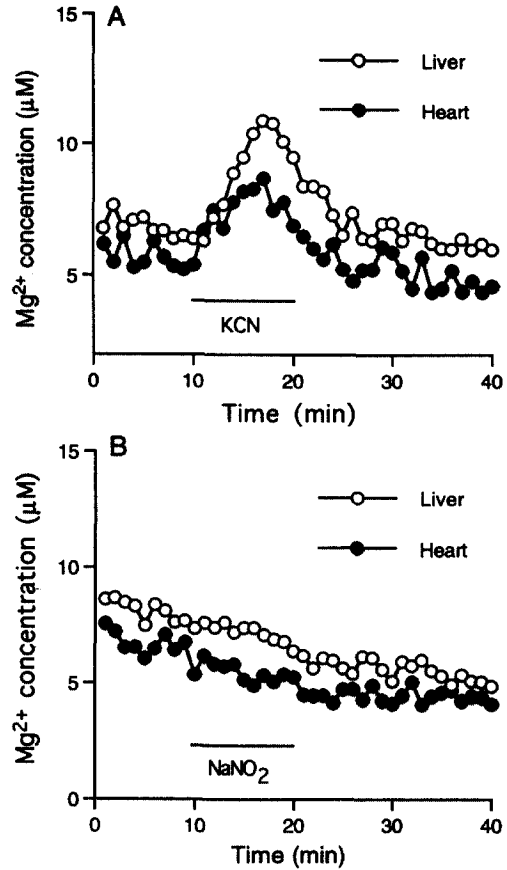 A
15
10
5
Mg2+ concentration (μM)
Liver
Heart
KCN
0 10 20 30 40
Time (min)
B
15
10
5
0
Mg2+ concentration (μM)
Liver
Heart
NaNO2
0 10 20 30 40
Time (min)